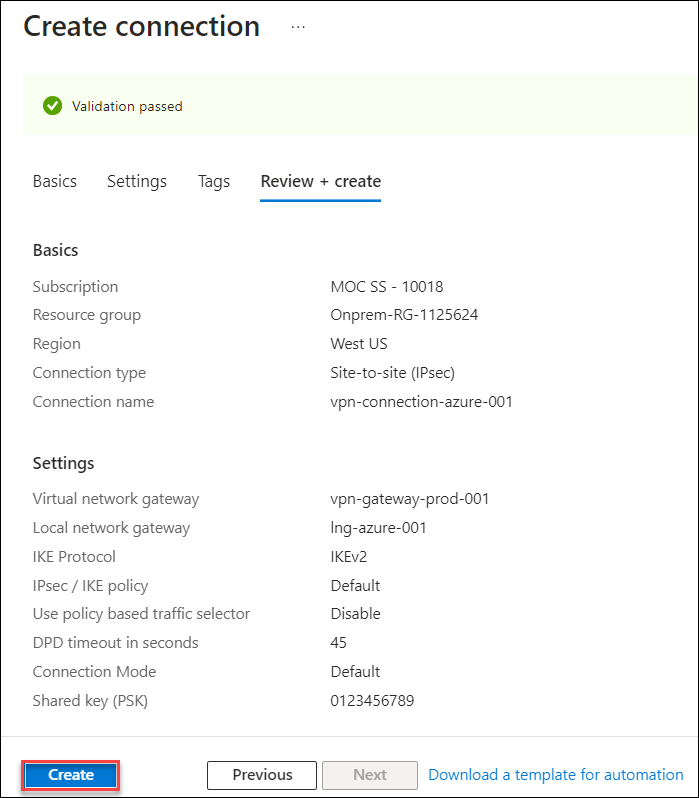 Create connection ...
Validation passed
Basics Settings Tags Review + create
Basics
Subscription MOC SS - 10018
Resource group Onprem-RG-1125624
Region West US
Connection type Site-to-site (IPsec)
Connection name vpn-connection-azure-001
Settings
Virtual network gateway vpn-gateway-prod-001
Local network gateway lng-azure-001
IKE Protocol IKEv2
IPsec / IKE policy Default
Use policy based traffic selector Disable
DPD timeout in seconds 45
Connection Mode Default
Shared key (PSK) 0123456789
Create Previous Next Download a template for automation